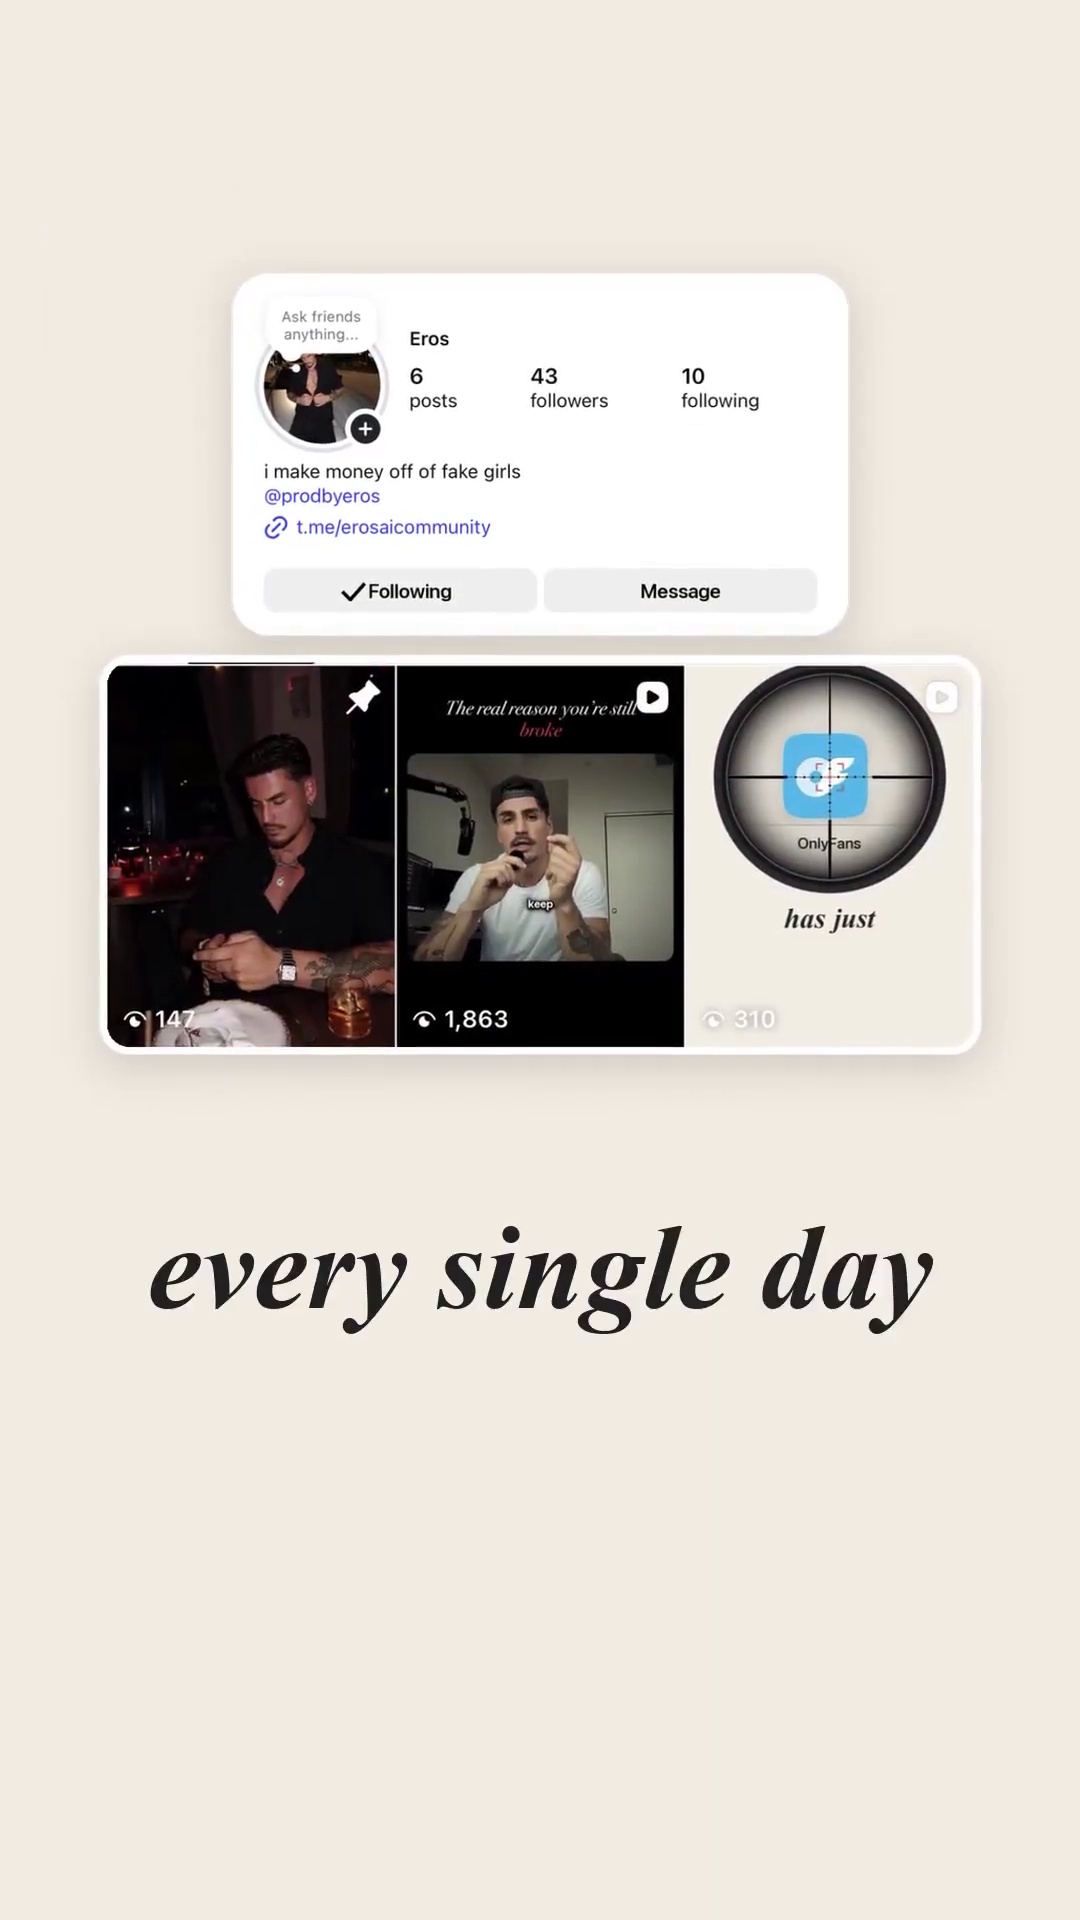 Ask friends
anything...
Eros
6 posts
43 followers
10 following
i make money off of fake girls
@prodbyeros
t.me/erosaicommunity
Following
Message
The real reason you're still
broke
keep
OnlyFans
has just
147
1,863
310
every single day